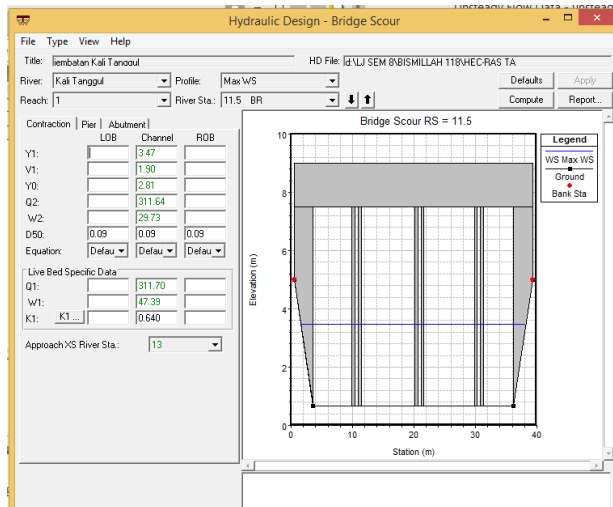 Unsteady Flow Data - unstea
Hydraulic Design - Bridge Scour
File Type View Help
Title: Jembatan Kali Tanggul HD File: d:\LJ SEM 8\BISMILLAH 118\HEC-RAS TA
River: Kali Tanggul Profile: Max WS Defaults Apply
Reach: 1 River Sta.: 11.5 BR Compute Report...
Contraction Pier Abutment
LOB Channel ROB
Y1: 3.47
V1: 1.90
Y0: 2.81
Q2: 311.64
W2: 29.73
D50: 0.09 0.09 0.09
Equation: Defau Defau Defau
Live Bed Specific Data
Q1: 311.70
W1: 47.39
K1: K1 ... 0.640
Approach XS River Sta.: 13
Bridge Scour RS = 11.5
Legend
WS Max WS
Ground
Bank Sta
Elevation (m)
10
8
6
4
2
0
0 10 20 30 40
Station (m)